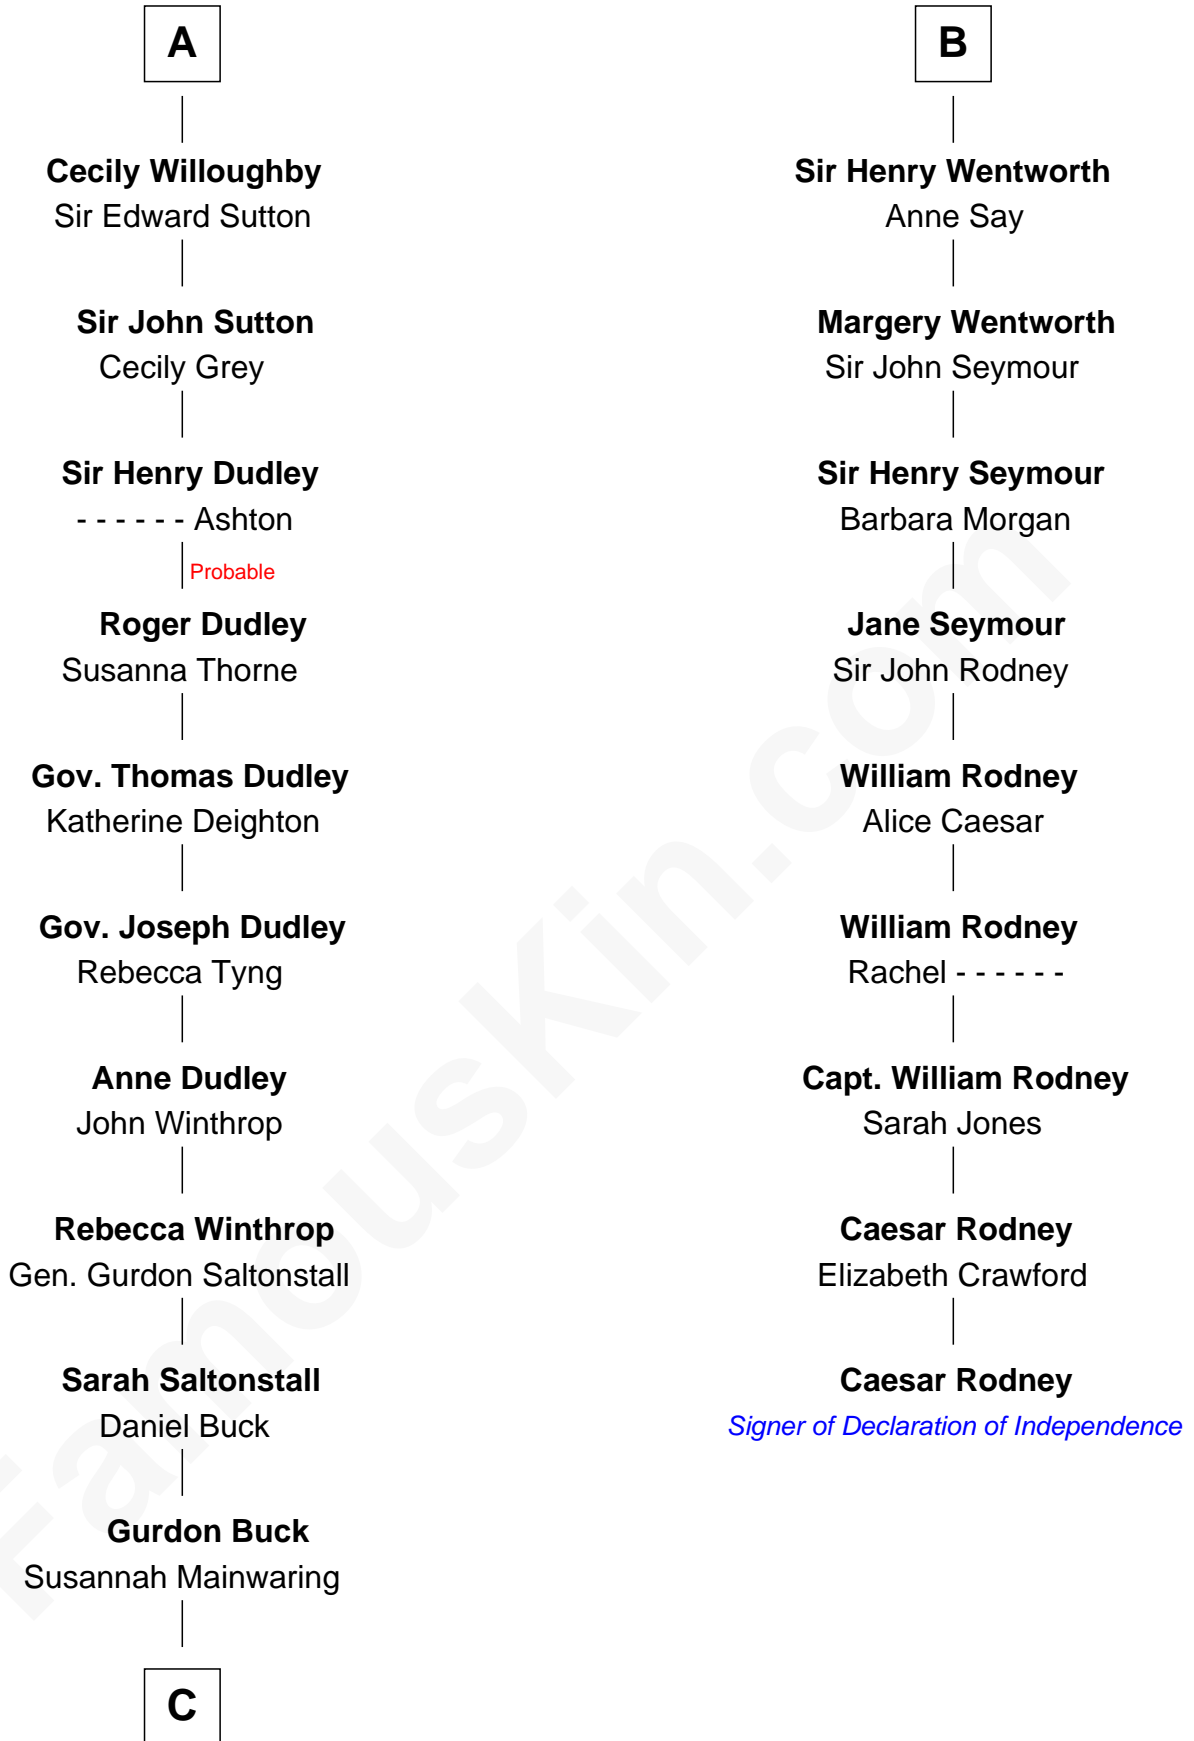 A
Cecily Willoughby
Sir Edward Sutton
Sir John Sutton
Cecily Grey
Sir Henry Dudley
- - - - - - Ashton
Probable
Roger Dudley
Susanna Thorne
Gov. Thomas Dudley
Katherine Deighton
Gov. Joseph Dudley
Rebecca Tyng
Anne Dudley
John Winthrop
Rebecca Winthrop
Gen. Gurdon Saltonstall
Sarah Saltonstall
Daniel Buck
Gurdon Buck
Susannah Mainwaring
C
B
Sir Henry Wentworth
Anne Say
Margery Wentworth
Sir John Seymour
Sir Henry Seymour
Barbara Morgan
Jane Seymour
Sir John Rodney
William Rodney
Alice Caesar
William Rodney
Rachel - - - - - -
Capt. William Rodney
Sarah Jones
Caesar Rodney
Elizabeth Crawford
Caesar Rodney
Signer of Declaration of Independence
FamousKin.com